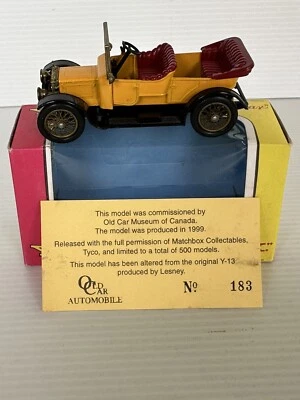 This model was commissioned by
Old Car Museum of Canada.
The model was produced in 1999.
Released with the full permission of Matchbox Collectables,
Tyco, and limited to a total of 500 models.
This model has been altered from the original Y-13
produced by Lesney.
OLD
CAR
AUTOMOBILE
No 183